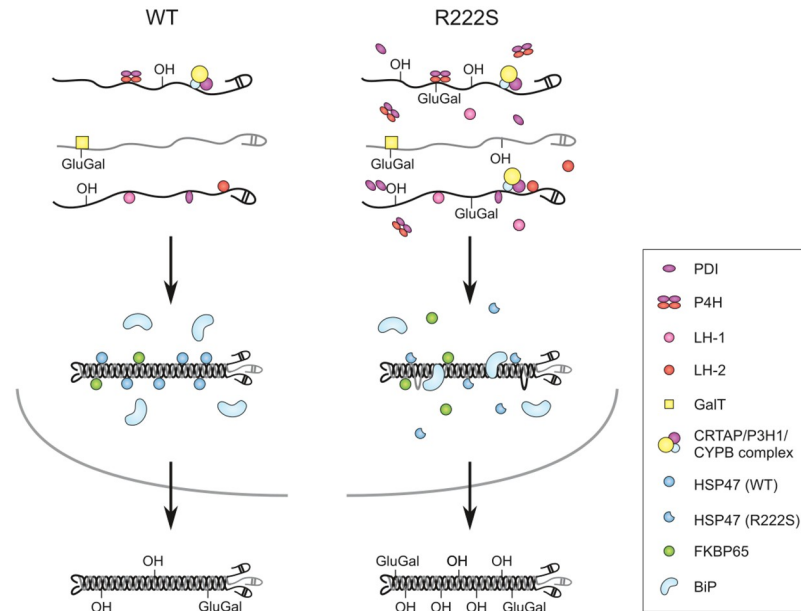 WT
R222S
OH
OH
OH
GluGal
GluGal
GluGal
OH
OH
OH
GluGal
PDI
P4H
LH-1
LH-2
GalT
CRTAP/P3H1/
CYPB complex
HSP47 (WT)
HSP47 (R222S)
FKBP65
BiP
OH
OH
GluGal
GluGal
OH
OH
OH
OH
OH
GluGal